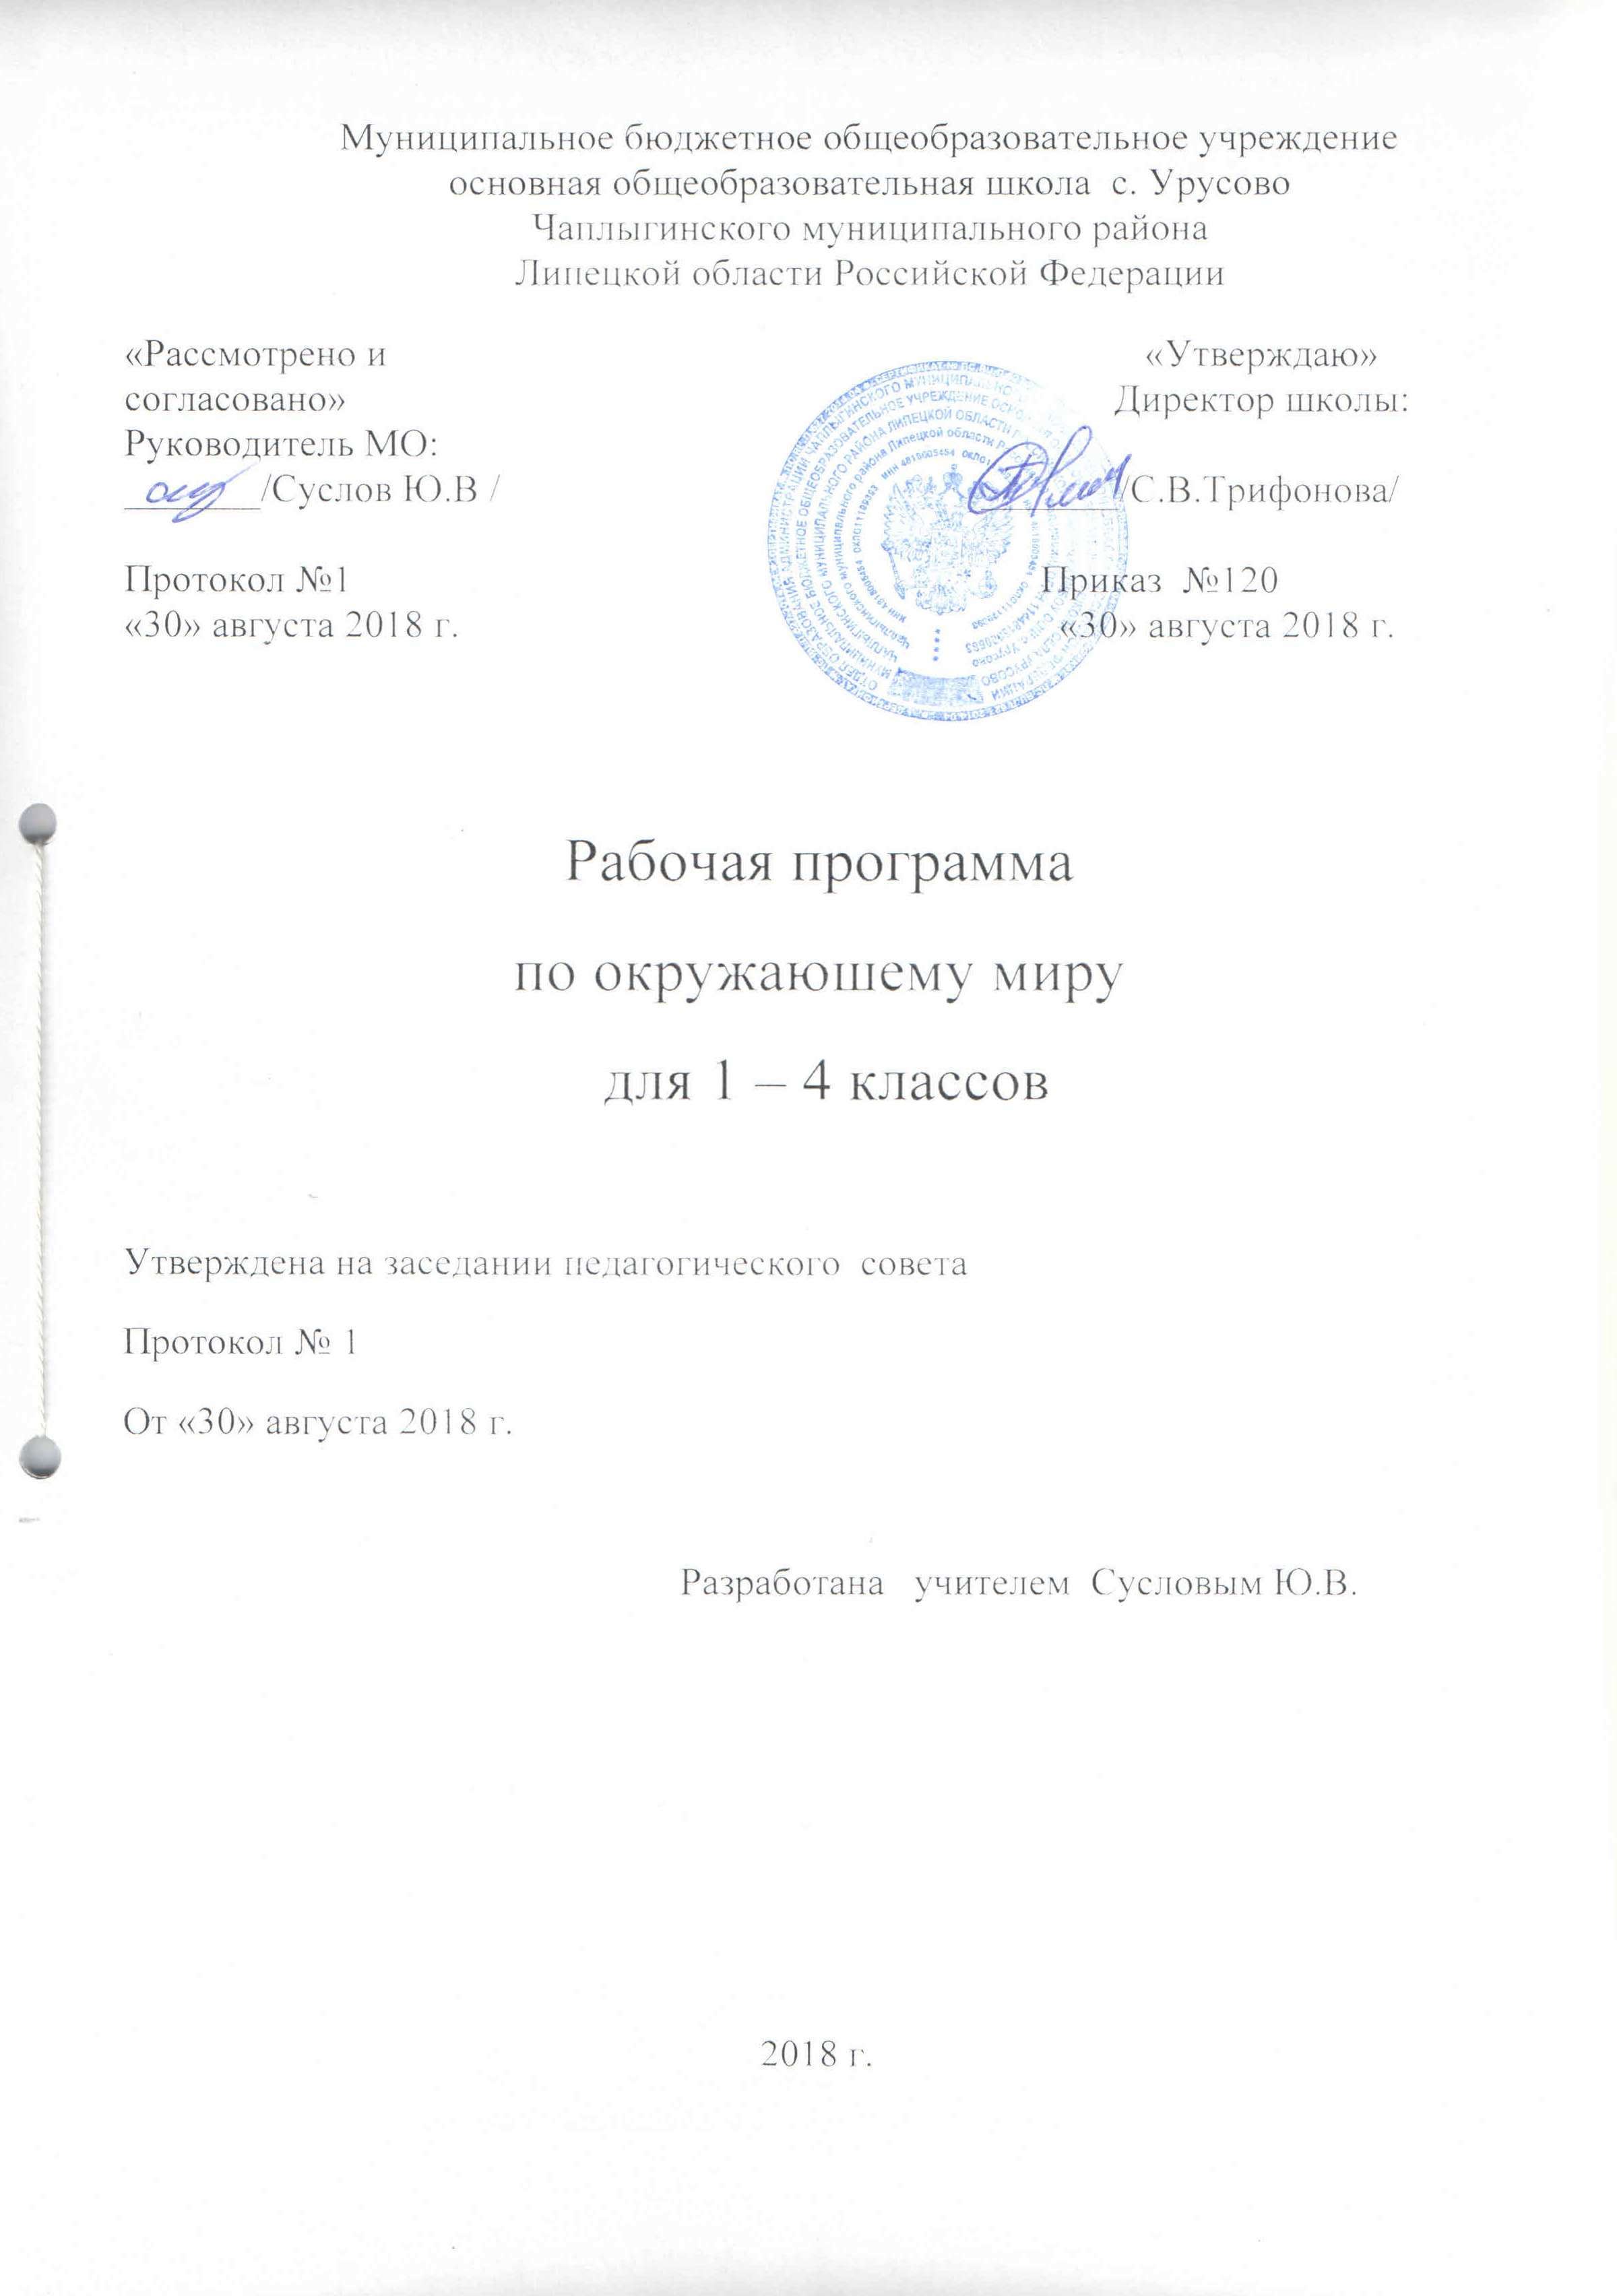 Муниципальное бюджетное общеобразовательное учреждение
основная общеобразовательная школа с. Урусово
Чаплыгинского муниципального района
Липецкой области Российской Федерации
«Рассмотрено и
согласовано»
Руководитель МО:
/Суслов Ю.В /
Протокол №1
«30» августа 2018 г.
«Утверждаю»
Директор школы:
/С.В.Трифонова/
Приказ №120
«30» августа 2018 г.
Рабочая программа
по окружаюшему миру
для 1 – 4 классов
Утверждена на заседании педагогического совета
Протокол № 1
От «30» августа 2018 г.
Разработана учителем Сусловым Ю.В.
2018 г.